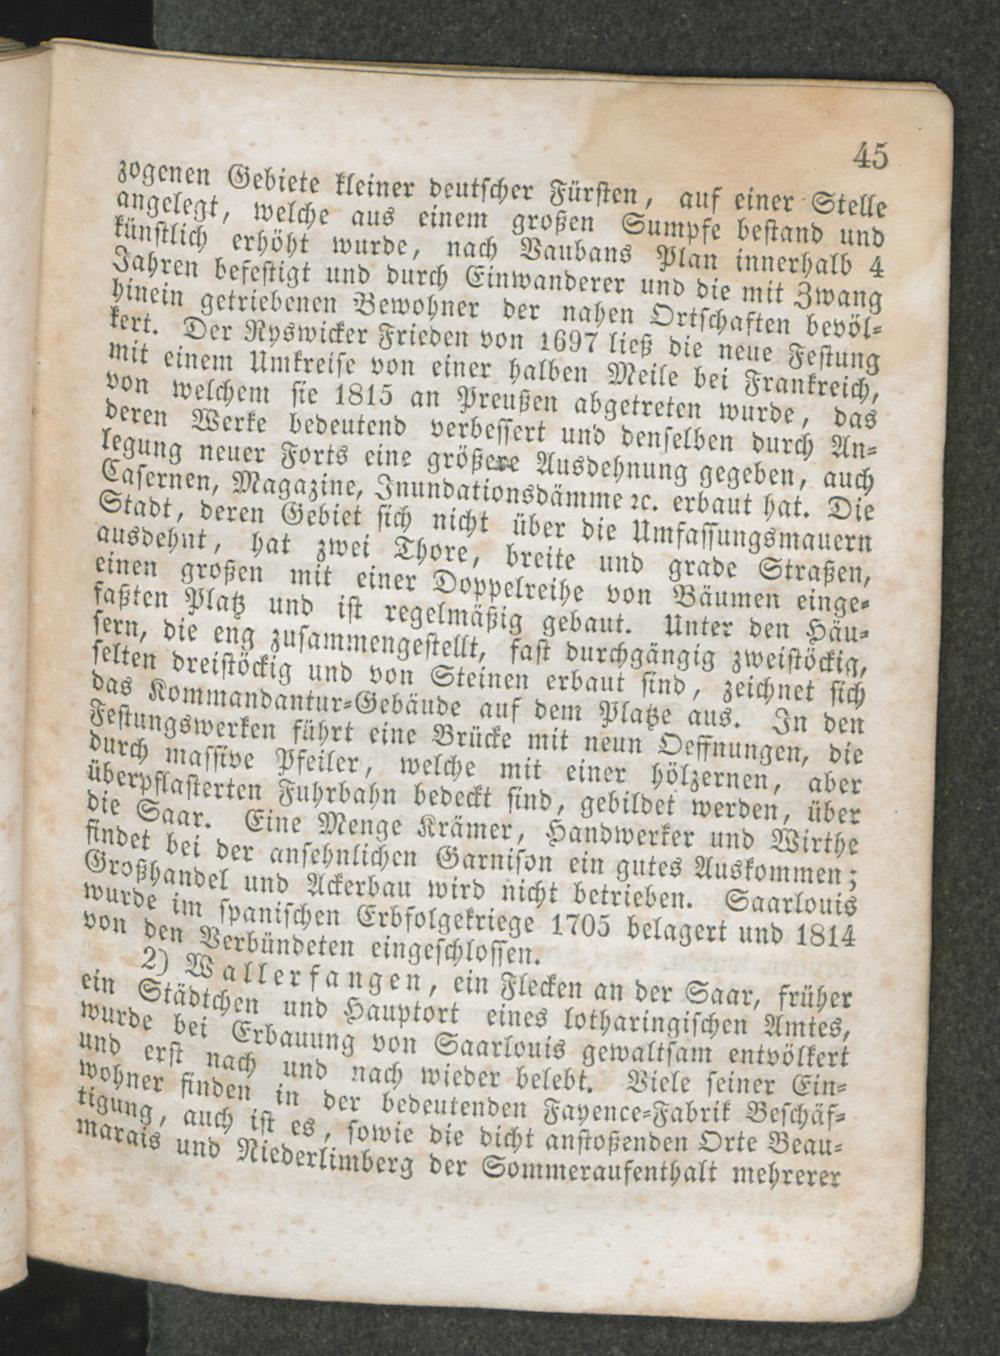 45
zogenen Gebiete kleiner deutscher Fürsten, auf einer Stelle
angelegt, welche aus einem großen Sumpfe bestand und
künstlich erhöht wurde, nach Vaubans Plan innerhalb 4
Jahren befestigt und durch Einwanderer und die mit Zwang
hinein getriebenen Bewohner der nahen Ortschaften bevöl-
kert. Der Ryswicker Frieden von 1697 ließ die neue Festung
mit einem Umkreise von einer halben Meile bei Frankreich,
von welchem sie 1815 an Preußen abgetreten wurde, das
deren Werke bedeutend verbessert und denselben durch An-
legung neuer Forts eine größere Ausdehnung gegeben, auch
Casernen, Magazine, Inundationsdämme ꝛc. erbaut hat. Die
Stadt, deren Gebiet sich nicht über die Umfassungsmauern
ausdehnt, hat zwei Thore, breite und grade Straßen,
einen großen mit einer Doppelreihe von Bäumen einge-
faßten Platz und ist regelmäßig gebaut. Unter den Häu-
sern, die eng zusammengestellt, fast durchgängig zweistöckig,
selten dreistöckig und von Steinen erbaut sind, zeichnet sich
das Kommandantur-Gebäude auf dem Platze aus. In den
Festungswerken führt eine Brücke mit neun Oeffnungen, die
durch massive Pfeiler, welche mit einer hölzernen, aber
überpflasterten Fuhrbahn bedeckt sind, gebildet werden, über
die Saar. Eine Menge Krämer, Handwerker und Wirthe
findet bei der ansehnlichen Garnison ein gutes Auskommen;
Großhandel und Ackerbau wird nicht betrieben. Saarlouis
wurde im spanischen Erbfolgekriege 1705 belagert und 1814
von den Verbündeten eingeschlossen.
2) Wallerfangen, ein Flecken an der Saar, früher
ein Städtchen und Hauptort eines lotharingischen Amtes,
wurde bei Erbauung von Saarlouis gewaltsam entvölkert
und erst nach und nach wieder belebt. Viele seiner Ein-
wohner finden in der bedeutenden Fayence-Fabrik Beschäf-
tigung, auch ist es, sowie die dicht anstoßenden Orte Beau-
marais und Niederlimberg der Sommeraufenthalt mehrerer